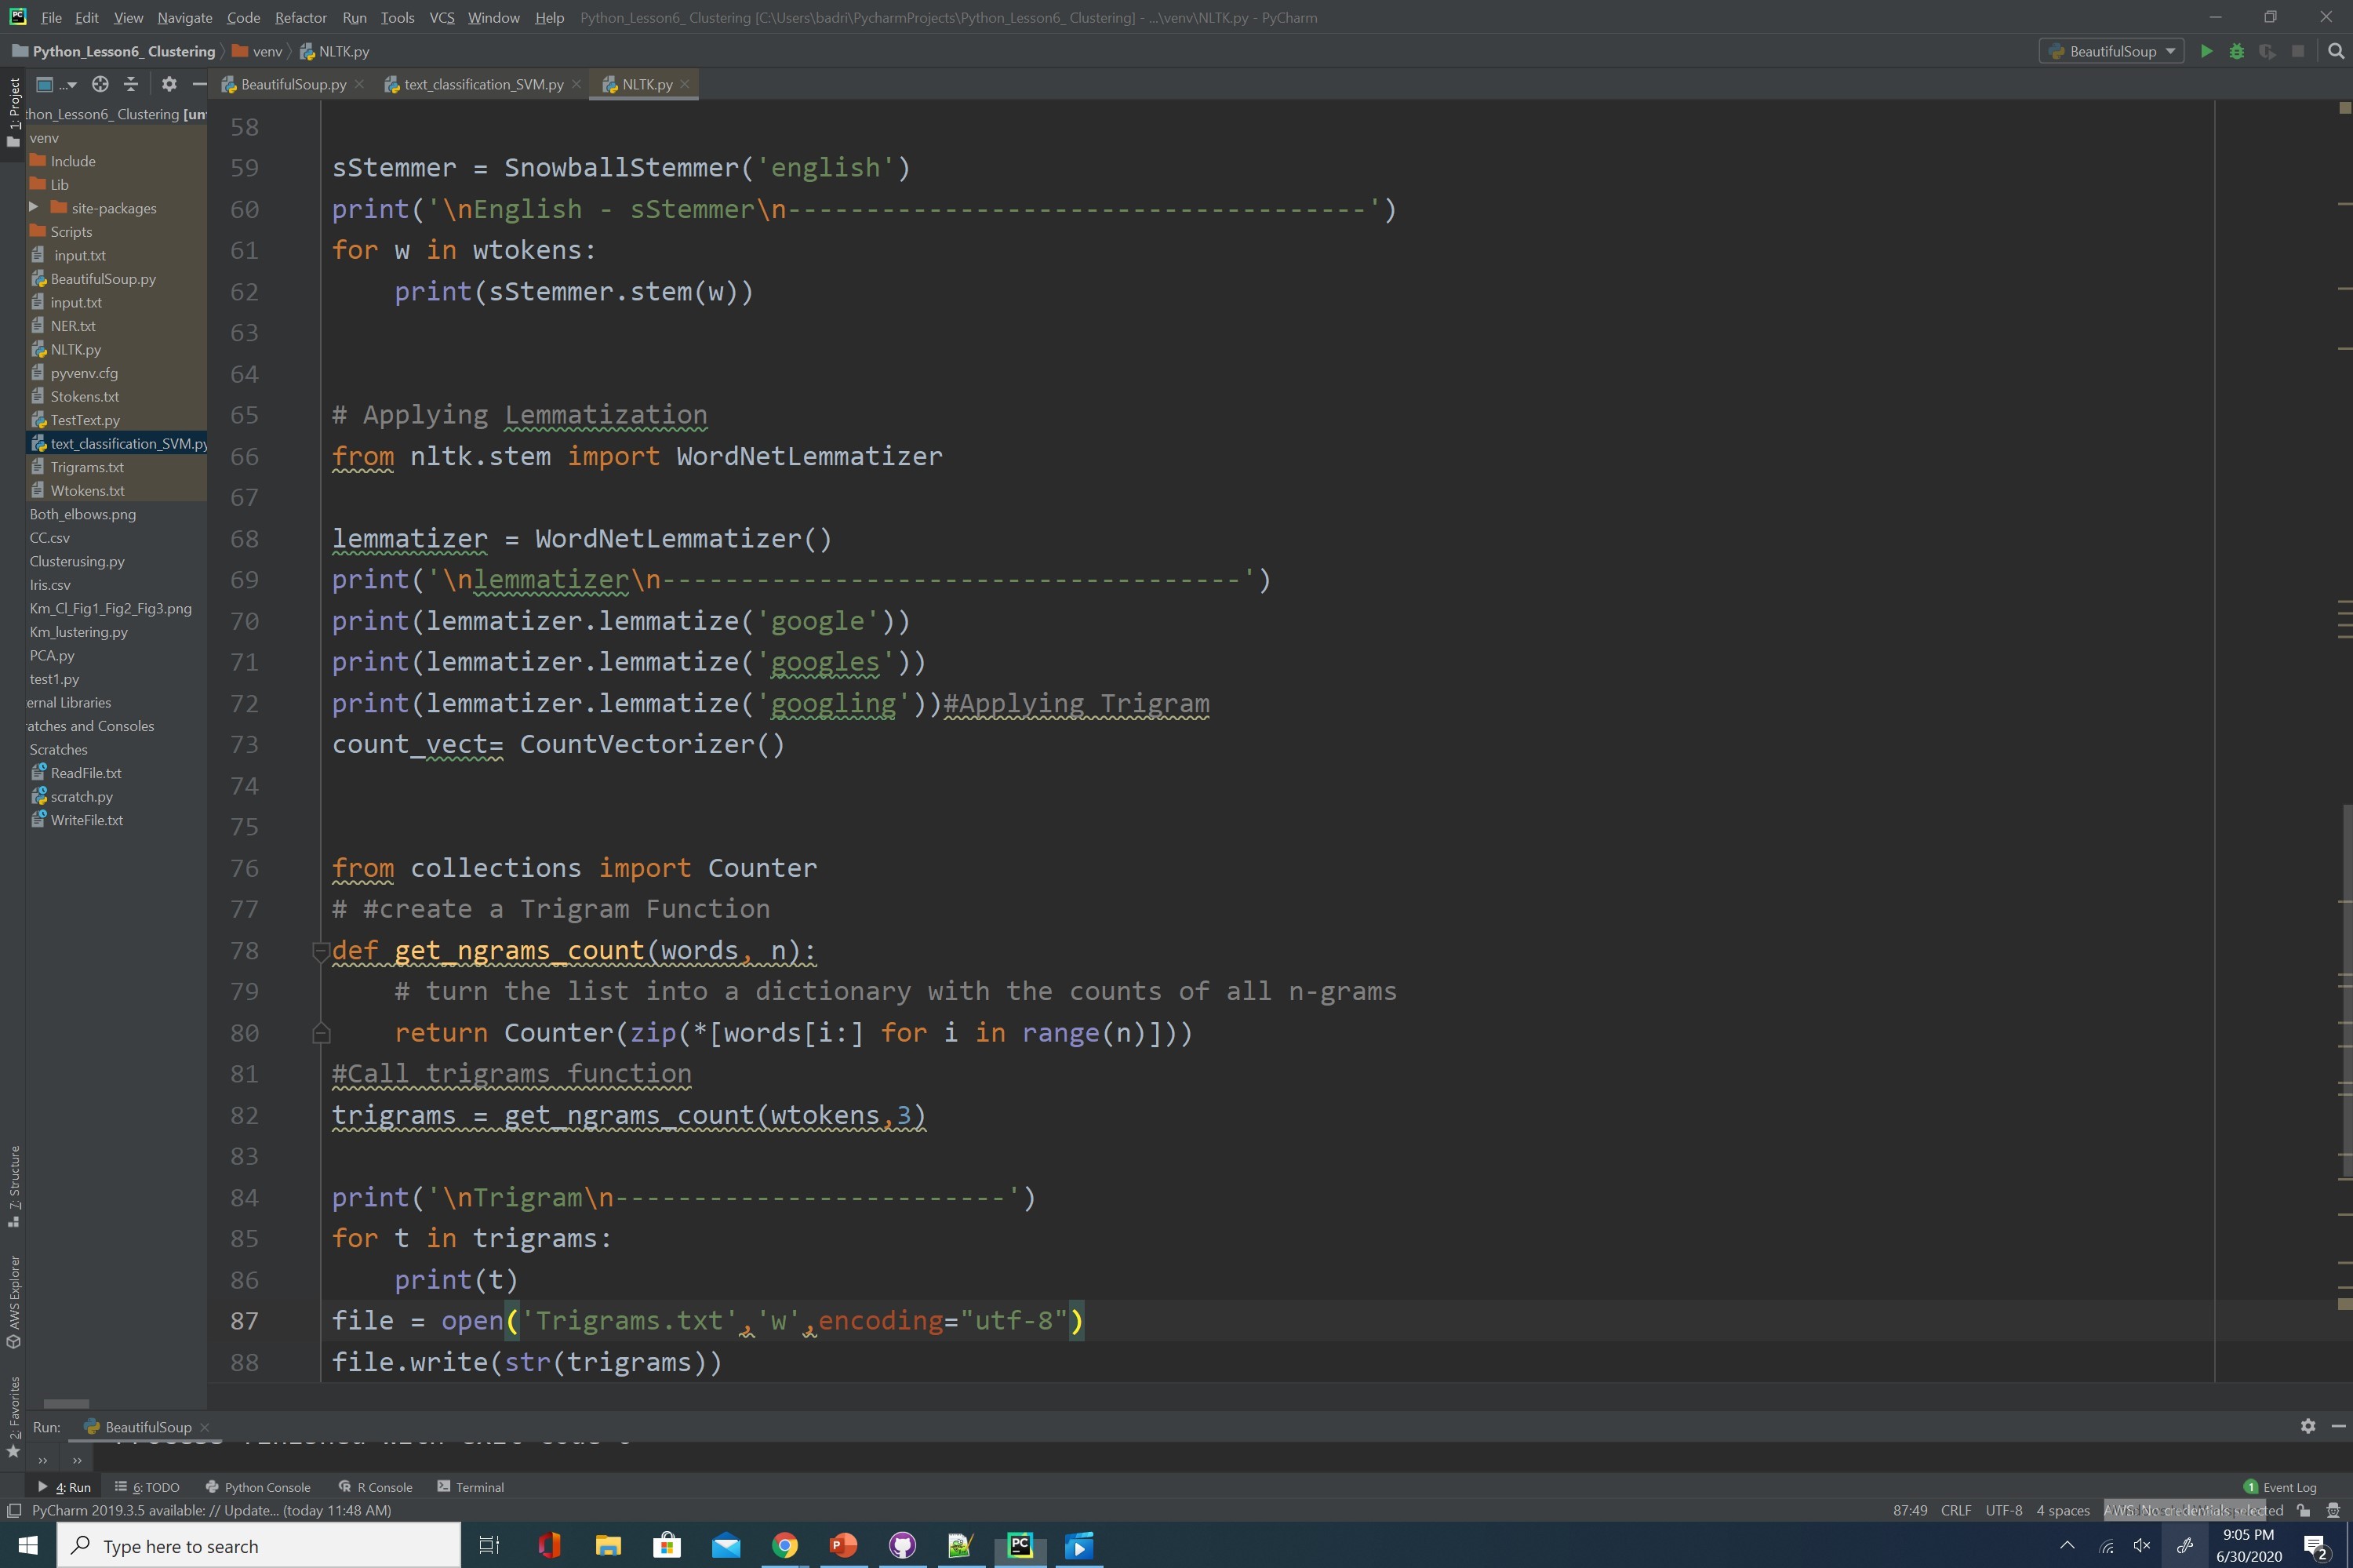 File Edit View Navigate Code Refactor Run Tools VCS Window Help Python_Lesson6_ Clustering [C:\Users\badri\PycharmProjects\Python_Lesson6_ Clustering] - ...\venv\NLTK.py - PyCharm
Python_Lesson6_ Clustering venv NLTK.py BeautifulSoup
1: Project
BeautifulSoup.py text_classification_SVM.py NLTK.py
thon_Lesson6_ Clustering [un
venv
Include
Lib
site-packages
Scripts
input.txt
BeautifulSoup.py
input.txt
NER.txt
NLTK.py
pyvenv.cfg
Stokens.txt
TestText.py
text_classification_SVM.py
Trigrams.txt
Wtokens.txt
Both_elbows.png
CC.csv
Clusterusing.py
Iris.csv
Km_Cl_Fig1_Fig2_Fig3.png
Km_lustering.py
PCA.py
test1.py
ernal Libraries
atches and Consoles
Scratches
ReadFile.txt
scratch.py
WriteFile.txt
7: Structure
AWS Explorer
2: Favorites
58
59 sStemmer = SnowballStemmer('english')
60 print('\nEnglish - sStemmer\n-------------------------------------')
61 for w in wtokens:
62     print(sStemmer.stem(w))
63
64
65 # Applying Lemmatization
66 from nltk.stem import WordNetLemmatizer
67
68 lemmatizer = WordNetLemmatizer()
69 print('\nlemmatizer\n-------------------------------------')
70 print(lemmatizer.lemmatize('google'))
71 print(lemmatizer.lemmatize('googles'))
72 print(lemmatizer.lemmatize('googling'))#Applying Trigram
73 count_vect= CountVectorizer()
74
75
76 from collections import Counter
77 # #create a Trigram Function
78 def get_ngrams_count(words, n):
79     # turn the list into a dictionary with the counts of all n-grams
80     return Counter(zip(*[words[i:] for i in range(n)]))
81 #Call trigrams function
82 trigrams = get_ngrams_count(wtokens,3)
83
84 print('\nTrigram\n-------------------------')
85 for t in trigrams:
86     print(t)
87 file = open('Trigrams.txt','w',encoding="utf-8")
88 file.write(str(trigrams))
Run: BeautifulSoup
4: Run 6: TODO Python Console R Console Terminal 1 Event Log
PyCharm 2019.3.5 available: // Update... (today 11:48 AM) 87:49 CRLF UTF-8 4 spaces AWS: No credentials selected
Type here to search
9:05 PM
6/30/2020
2